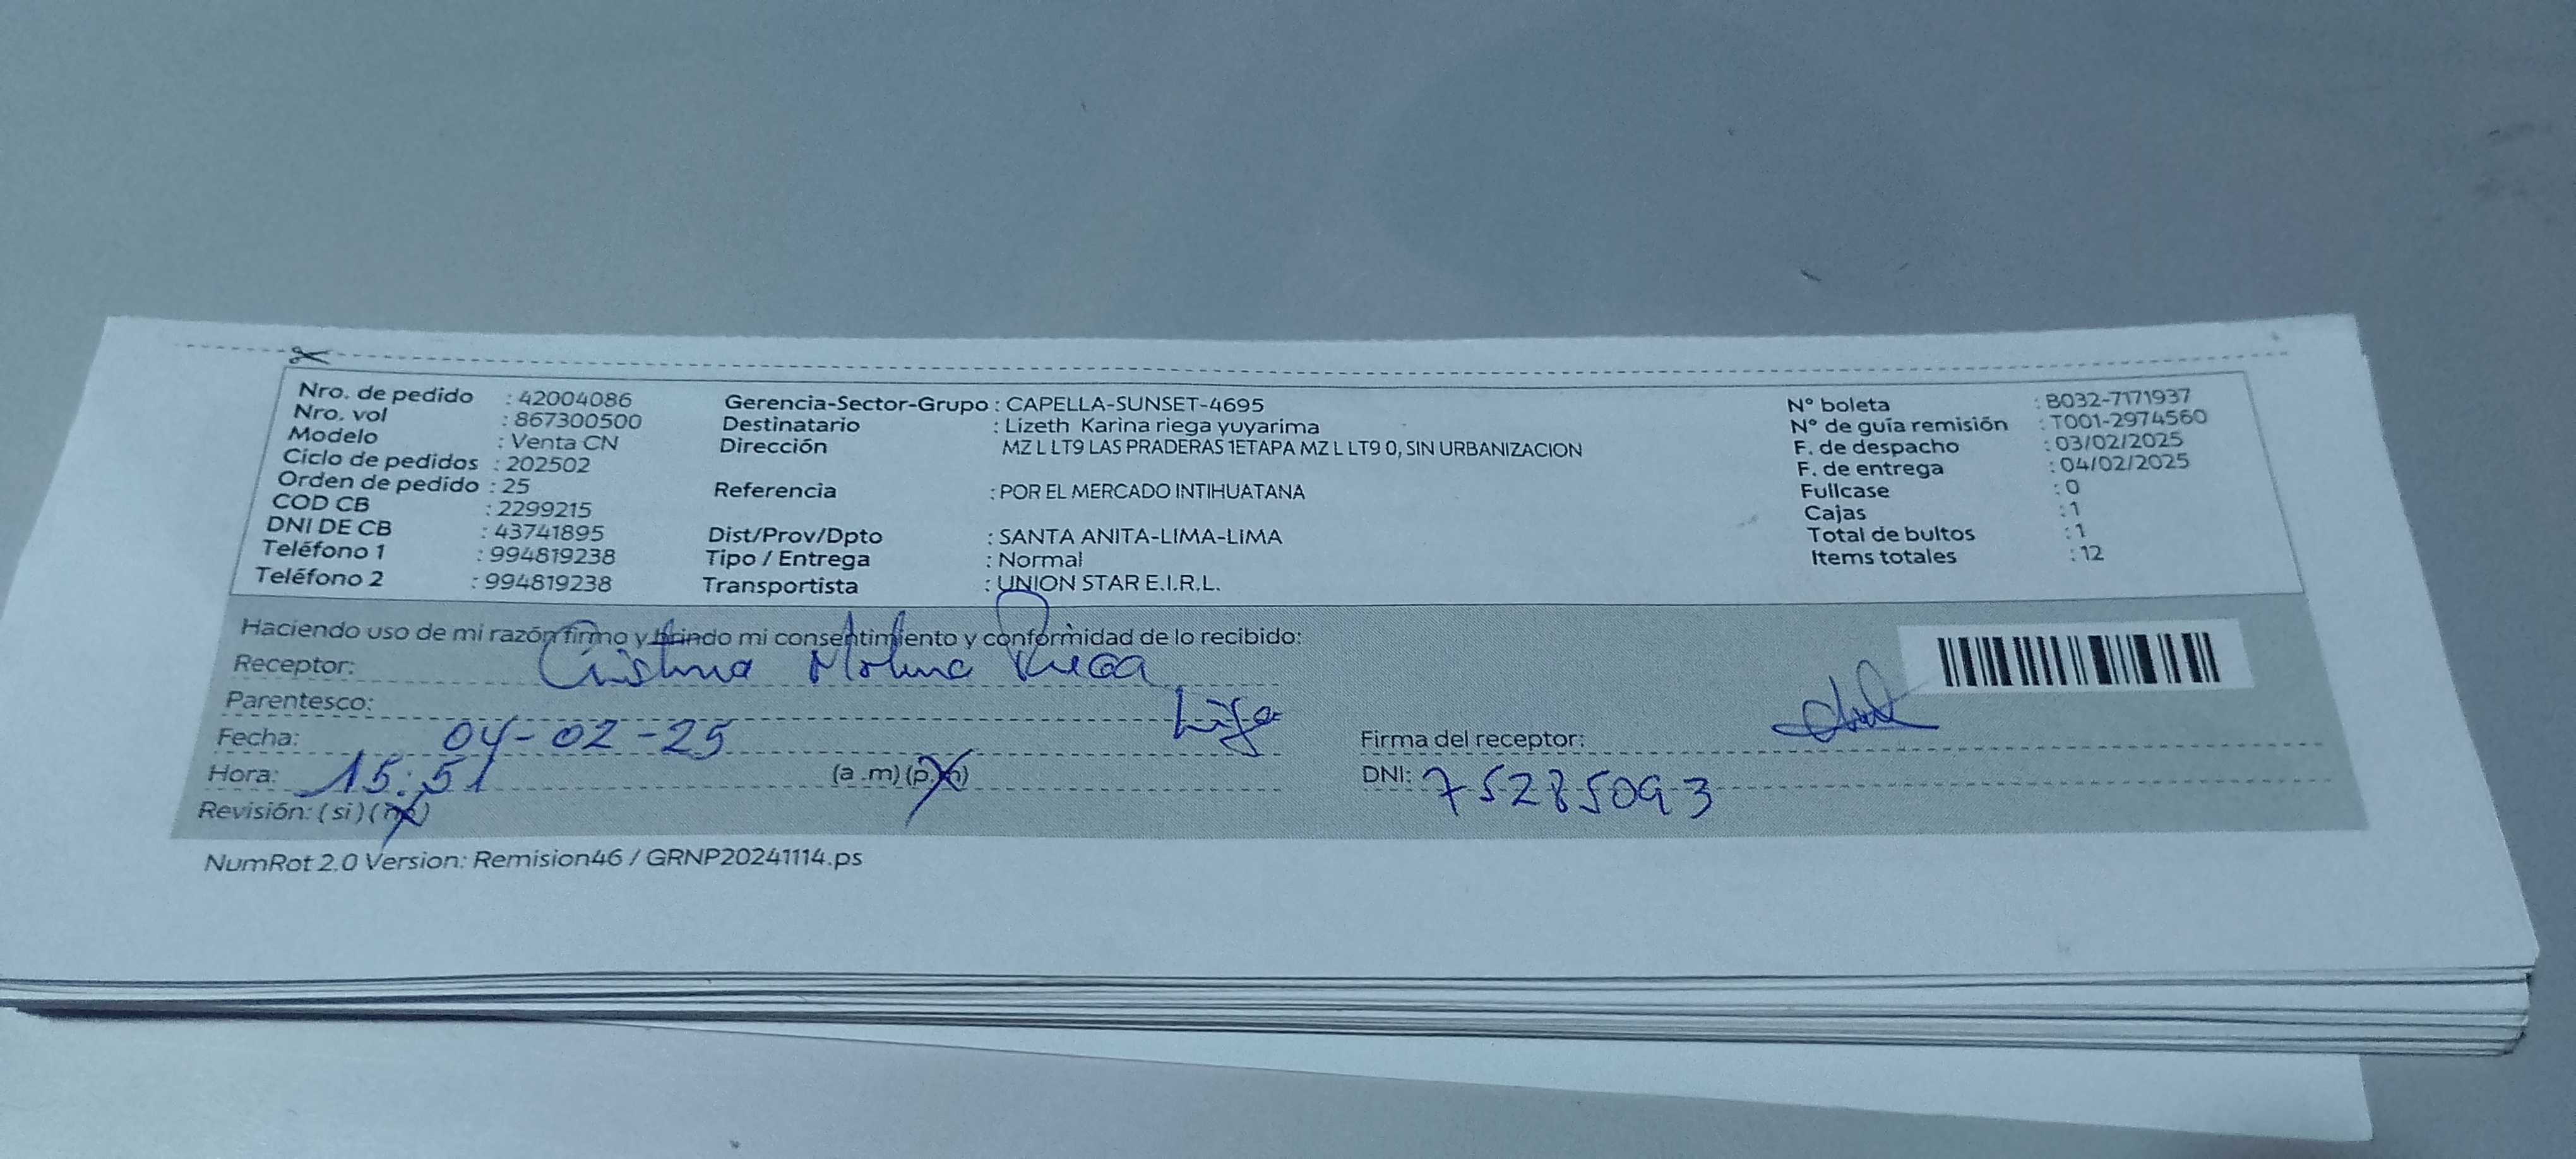 Nro. de pedido : 42004086
Nro. vol : 867300500
Modelo : Venta CN
Ciclo de pedidos : 202502
Orden de pedido : 25
COD CB : 2299215
DNI DE CB : 43741895
Teléfono 1 : 994819238
Teléfono 2 : 994819238
Gerencia-Sector-Grupo : CAPELLA-SUNSET-4695
Destinatario : Lizeth Karina riega yuyarima
Dirección MZ L LT9 LAS PRADERAS 1ETAPA MZ L LT9 0, SIN URBANIZACION
Referencia : POR EL MERCADO INTIHUATANA
Dist/Prov/Dpto : SANTA ANITA-LIMA-LIMA
Tipo / Entrega : Normal
Transportista : UNION STAR E.I.R.L.
N° boleta : B032-7171937
N° de guía remisión : T001-2974560
F. de despacho : 03/02/2025
F. de entrega : 04/02/2025
Fullcase : 0
Cajas : 1
Total de bultos : 1
Items totales : 12
Haciendo uso de mi razón firmo y brindo mi consentimiento y conformidad de lo recibido:
Receptor: Cristina Molina Riega
Parentesco: hija
Fecha: 04-02-25
Hora: 15:51 (a.m) (p.m)
Revisión: (si) (no)
Firma del receptor:
DNI: 75285093
NumRot 2.0 Version: Remision46 / GRNP20241114.ps